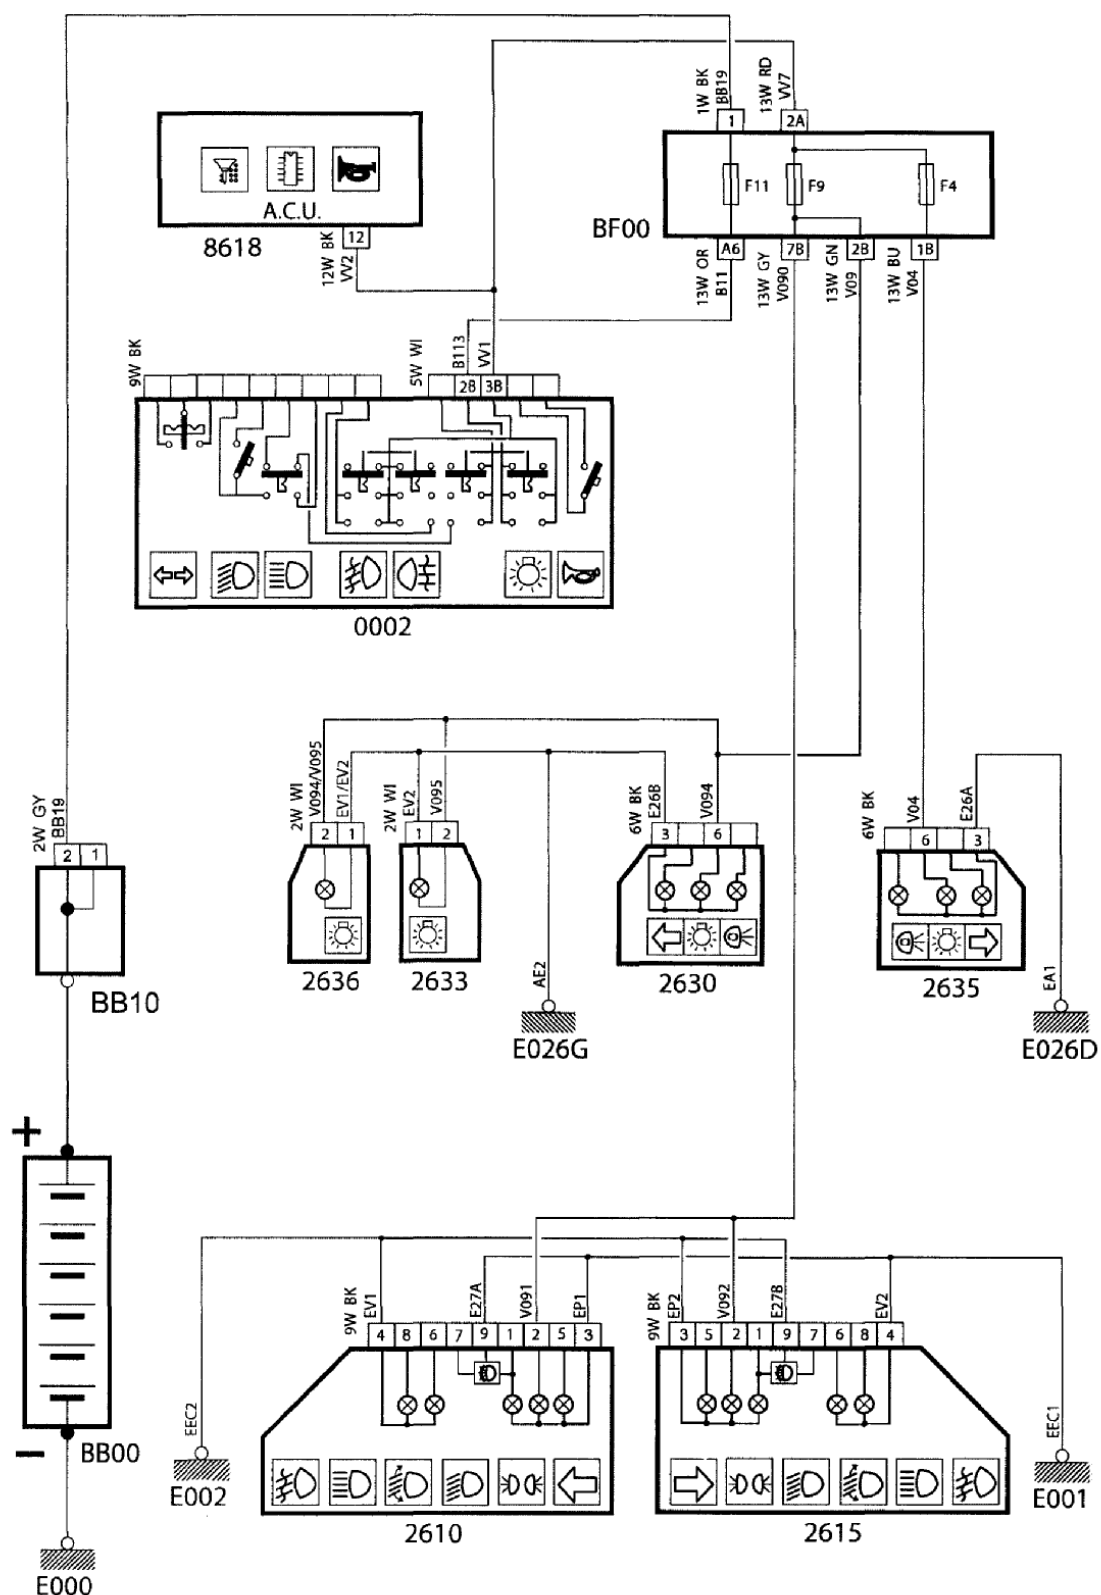 1W BK
BB19
13W RD
VV7
1
2A
F11
F9
F4
BF00
A6
7B
2B
1B
13W OR
B11
13W GY
V090
13W GN
V09
13W BU
V04
A.C.U.
8618
12
12W BK
VV2
9W BK
5W WI
B113
VV1
2B
3B
0002
2W GY
BB19
2
1
BB10
2W WI
V094/V095
EV1/EV2
2
1
2636
2W WI
EV2
V095
1
2
2633
6W BK
E26B
V094
3
6
2630
6W BK
V04
E26A
6
3
2635
AE2
E026G
EA1
E026D
+
−
BB00
E000
EEC2
E002
9W BK
EV1
E27A
V091
EP1
4 8 6 7 9 1 2 5 3
2610
9W BK
EP2
V092
E27B
EV2
3 5 2 1 9 7 6 8 4
2615
EEC1
E001